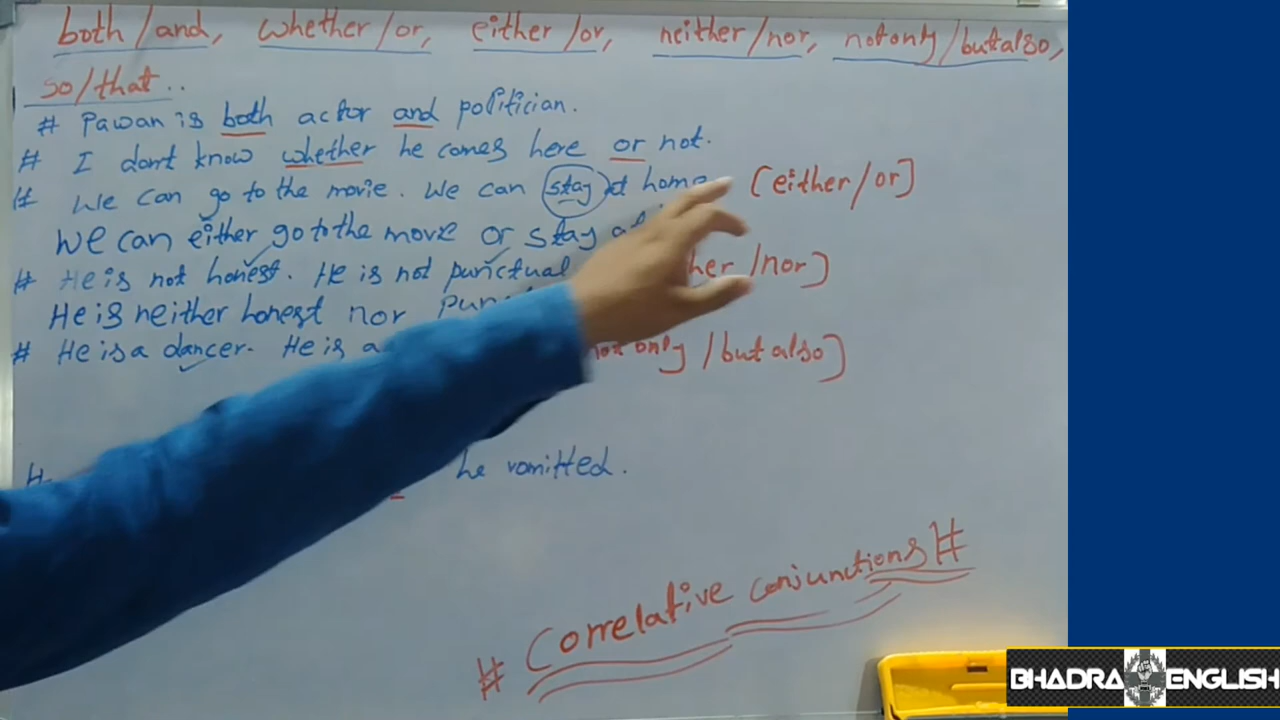 both/and, whether/or, either/or, neither/nor, not only/but also,
so/that..
# Pawan is both actor and politician.
# I don't know whether he comes here or not.
# We can go to the movie. We can stay at home [either/or]
We can either go to the movie or stay
# He is not honest. He is not punctual /nor]
He is neither honest nor
# He is a dancer. He is a not only /but also]
he vomitted.
# Correlative conjunctions #
BHADRA ENGLISH